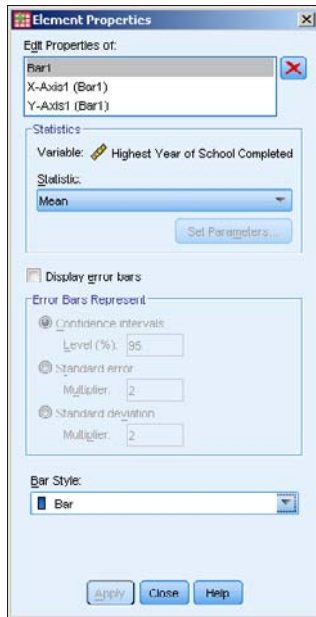 Element Properties
Edit Properties of:
Bar1
X-Axis1 (Bar1)
Y-Axis1 (Bar1)
Statistics
Variable: Highest Year of School Completed
Statistic:
Mean
Set Parameters...
Display error bars
Error Bars Represent
Confidence intervals
Level (%): 95
Standard error
Multiplier: 2
Standard deviation
Multiplier: 2
Bar Style:
Bar
Apply Close Help